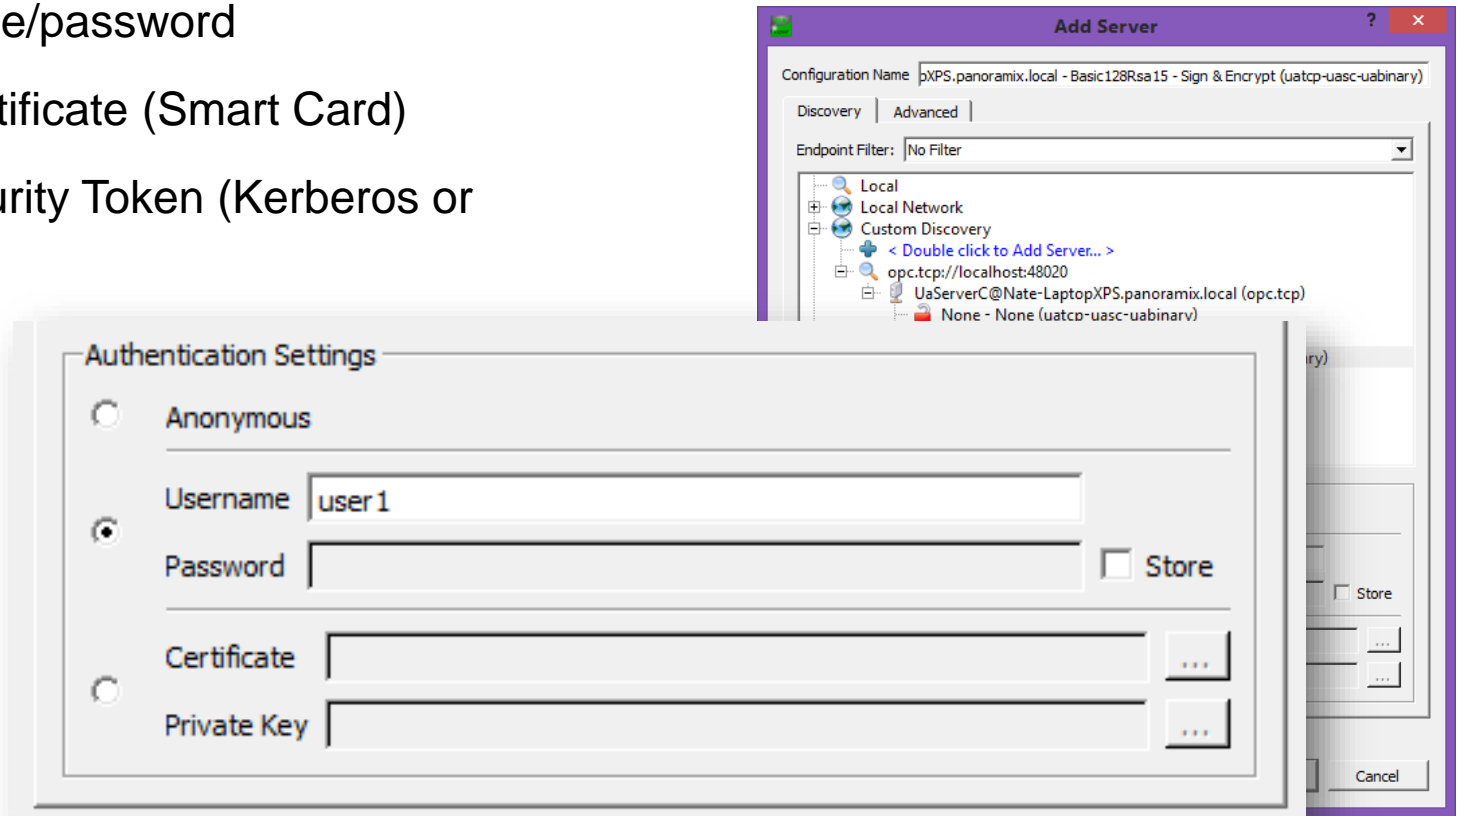 e/password
tificate (Smart Card)
urity Token (Kerberos or
Add Server
?
Configuration Name pXPS.panoramix.local - Basic128Rsa15 - Sign & Encrypt (uatcp-uasc-uabinary)
Discovery Advanced
Endpoint Filter: No Filter
Local
Local Network
Custom Discovery
< Double click to Add Server... >
opc.tcp://localhost:48020
UaServerC@Nate-LaptopXPS.panoramix.local (opc.tcp)
None - None (uatcp-uasc-uabinary)
ry)
Authentication Settings
Anonymous
Username user1
Password Store
Certificate ...
Private Key ...
Store
...
...
Cancel